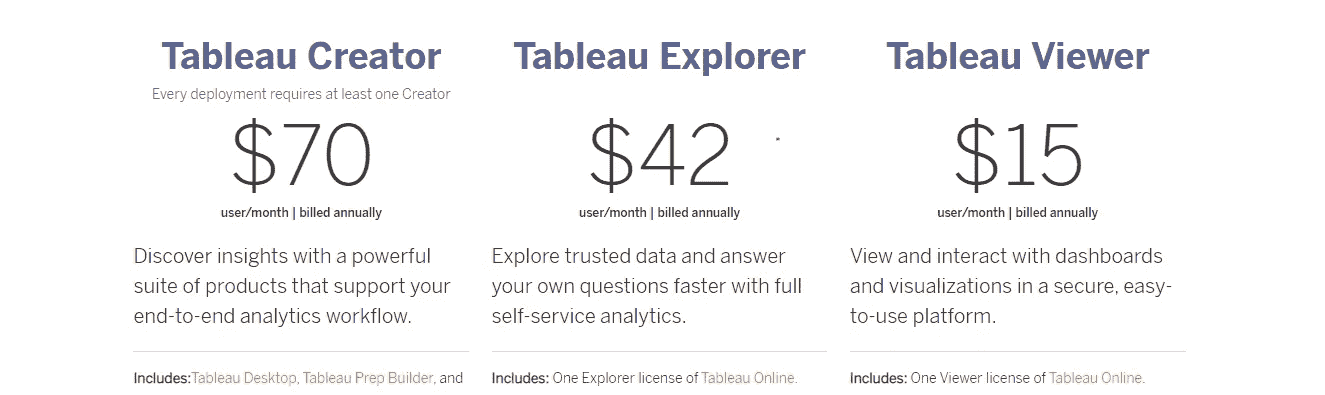 Tableau Creator
Every deployment requires at least one Creator
$70
user/month | billed annually
Discover insights with a powerful
suite of products that support your
end-to-end analytics workflow.
Includes:Tableau Desktop, Tableau Prep Builder, and
Tableau Explorer
$42
user/month | billed annually
Explore trusted data and answer
your own questions faster with full
self-service analytics.
Includes: One Explorer license of Tableau Online.
Tableau Viewer
$15
user/month | billed annually
View and interact with dashboards
and visualizations in a secure, easy-
to-use platform.
Includes: One Viewer license of Tableau Online.